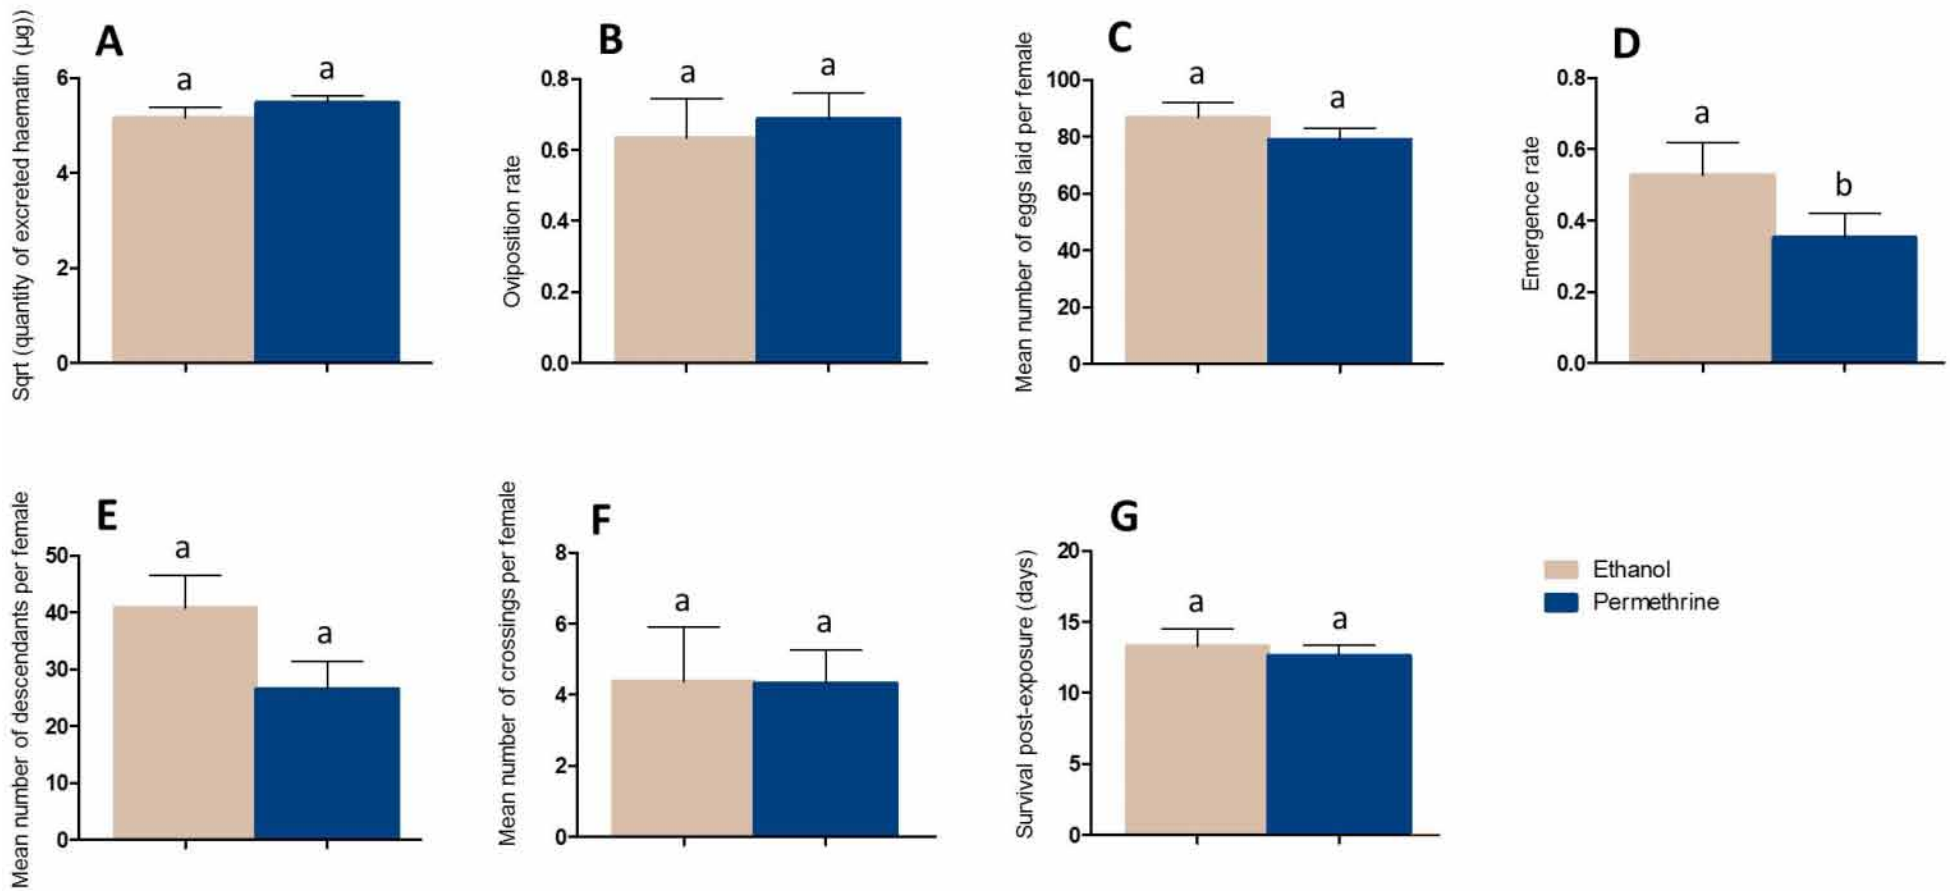 A
Sqrt (quantity of excreted haematin (µg))
6
4
2
0
a
a
B
Oviposition rate
0.8
0.6
0.4
0.2
0.0
a
a
C
Mean number of eggs laid per female
100
80
60
40
20
0
a
a
D
Emergence rate
0.8
0.6
0.4
0.2
0.0
a
b
E
Mean number of descendants per female
50
40
30
20
10
0
a
a
F
Mean number of crossings per female
8
6
4
2
0
a
a
G
Survival post-exposure (days)
20
15
10
5
0
a
a
Ethanol
Permethrine